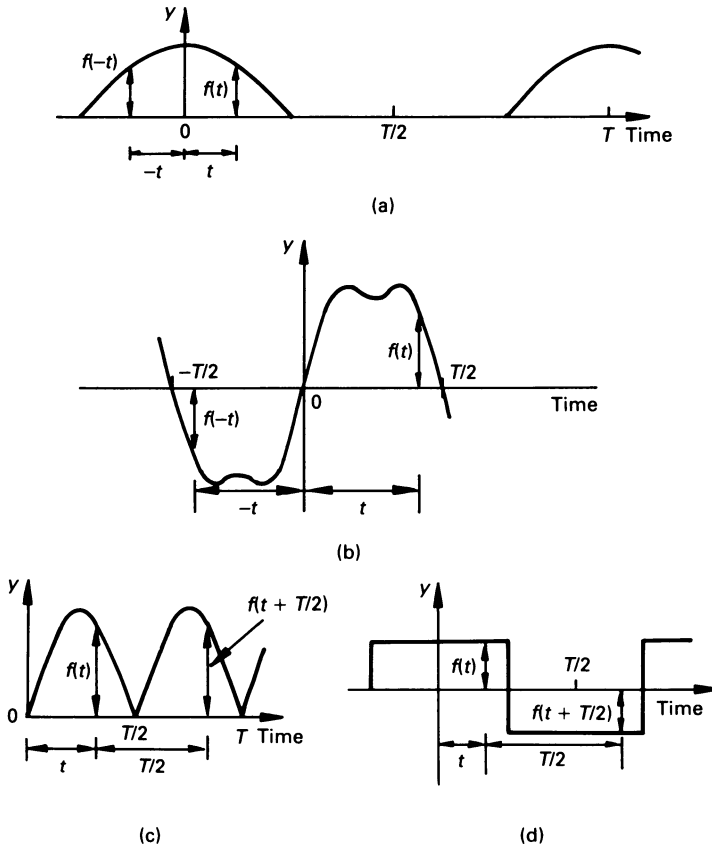 y
f(−t)
f(t)
0
T/2
T Time
−t
t
(a)
y
−T/2
f(t)
T/2
0
Time
f(−t)
−t
t
(b)
y
f(t + T/2)
f(t)
0
T/2
T Time
t
T/2
(c)
y
f(t)
T/2
f(t + T/2)
Time
t
T/2
(d)